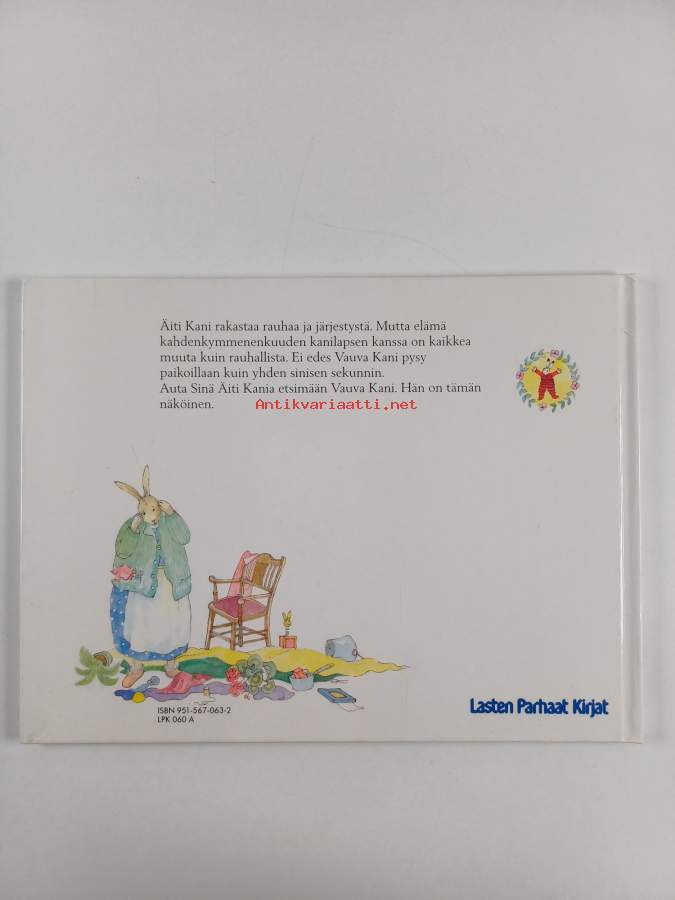 Äiti Kani rakastaa rauhaa ja järjestystä. Mutta elämä
kahdenkymmenenkuuden kanilapsen kanssa on kaikkea
muuta kuin rauhallista. Ei edes Vauva Kani pysy
paikoillaan kuin yhden sinisen sekunnin.
Auta Sinä Äiti Kania etsimään Vauva Kani. Hän on tämän
näköinen.
Antikvariaatti.net
ISBN 951-567-063-2
LPK 060 A
Lasten Parhaat Kirjat